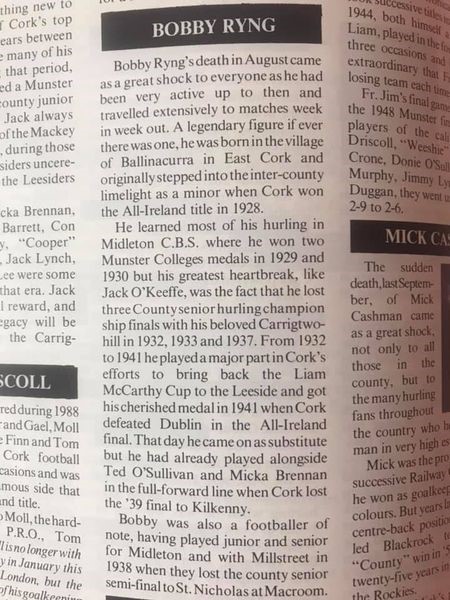 thing new to
f Cork's top
ears between
e many of his
that period,
ed a Munster
ounty junior
Jack always
of the Mackey
, during those
siders uncere-
the Leesiders
icka Brennan,
Barrett, Con
y, "Cooper"
, Jack Lynch,
Lee were some
that era. Jack
l reward, and
egacy will be
the Carrig-
SCOLL
red during 1988
r and Gael, Moll
e Finn and Tom
Cork football
casions and was
mous side that
nd title.
o Moll, the hard-
P.R.O., Tom
ll is no longer with
y in January this
London, but the
of his goalkeeping
BOBBY RYNG
Bobby Ryng's death in August came
as a great shock to everyone as he had
been very active up to then and
travelled extensively to matches week
in week out. A legendary figure if ever
there was one, he was born in the village
of Ballinacurra in East Cork and
originally stepped into the inter-county
limelight as a minor when Cork won
the All-Ireland title in 1928.
He learned most of his hurling in
Midleton C.B.S. where he won two
Munster Colleges medals in 1929 and
1930 but his greatest heartbreak, like
Jack O'Keeffe, was the fact that he lost
three County senior hurling champion
ship finals with his beloved Carrigtwo-
hill in 1932, 1933 and 1937. From 1932
to 1941 he played a major part in Cork's
efforts to bring back the Liam
McCarthy Cup to the Leeside and got
his cherished medal in 1941 when Cork
defeated Dublin in the All-Ireland
final. That day he came on as substitute
but he had already played alongside
Ted O'Sullivan and Micka Brennan
in the full-forward line when Cork lost
the '39 final to Kilkenny.
Bobby was also a footballer of
note, having played junior and senior
for Midleton and with Millstreet in
1938 when they lost the county senior
semi-final to St. Nicholas at Macroom.
successive titles
1944, both himself
Liam, played in the fo
three occasions and
extraordinary that F
losing team each time
Fr. Jim's final game
the 1948 Munster fin
players of the cali
Driscoll, "Weeshie"
Crone, Donie O'Sul
Murphy, Jimmy Ly
Duggan, they went u
2-9 to 2-6.
MICK CAS
The sudden
death, last Septem-
ber, of Mick
Cashman came
as a great shock,
not only to all
those in the
county, but to
the many hurling
fans throughout
the country who h
man in very high es
Mick was the pro
successive Railway
he won as goalkeep
colours. But years l
centre-back positio
led Blackrock to
"County" win in '5
twenty-five years in
the Rockies.